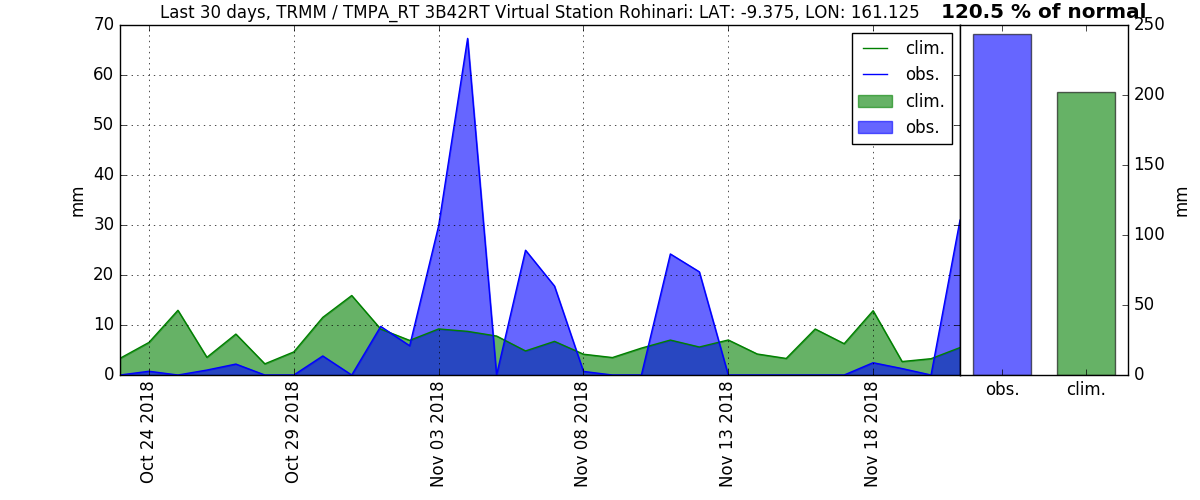 Last 30 days, TRMM / TMPA_RT 3B42RT Virtual Station Rohinari: LAT: -9.375, LON: 161.125
120.5 % of normal
70
60
50
40
30
20
10
0
mm
clim.
obs.
clim.
obs.
Oct 24 2018
Oct 29 2018
Nov 03 2018
Nov 08 2018
Nov 13 2018
Nov 18 2018
250
200
150
100
50
0
mm
obs.
clim.